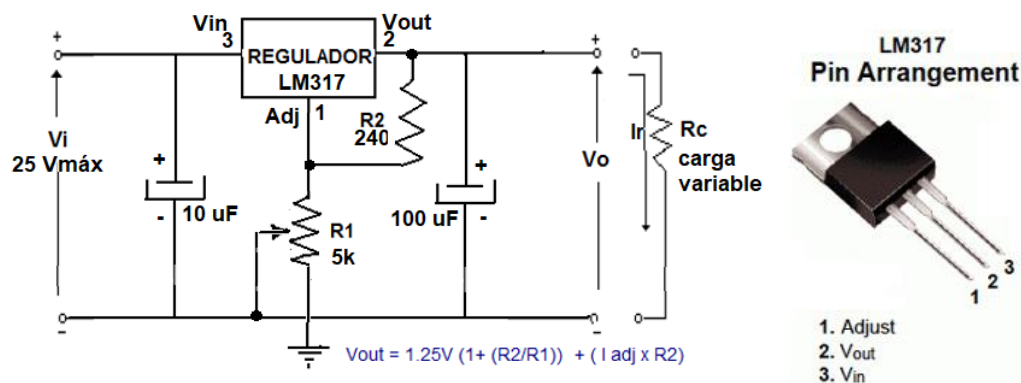 Vin
3
REGULADOR
LM317
Vout
2
Adj
1
+
+
Vi
25 Vmáx
+
-
10 uF
R2
240
R1
5k
+
-
100 uF
Vo
Ir
Rc
carga
variable
-
-
Vout = 1.25V (1+ (R2/R1)) + ( I adj x R2)
LM317
Pin Arrangement
1
2
3
1. Adjust
2. Vout
3. Vin